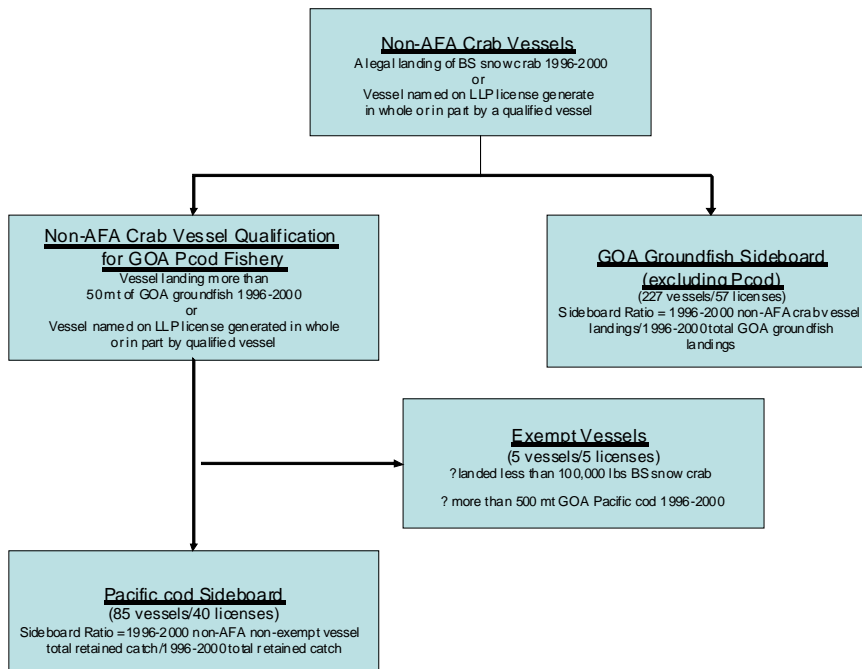 Non-AFA Crab Vessels
A legal landing of BS snow crab 1996-2000
or
Vessel named on LLP license generate
in whole or in part by a qualified vessel
Non-AFA Crab Vessel Qualification
for GOA Pcod Fishery
Vessel landing more than
50 mt of GOA groundfish 1996-2000
or
Vessel named on LLP license generated in whole
or in part by qualified vessel
GOA Groundfish Sideboard
(excluding Pcod)
(227 vessels/57 licenses)
Sideboard Ratio = 1996-2000 non-AFA crab vessel
landings/1996-2000 total GOA groundfish
landings
Exempt Vessels
(5 vessels/5 licenses)
? landed less than 100,000 lbs BS snow crab
? more than 500 mt GOA Pacific cod 1996-2000
Pacific cod Sideboard
(85 vessels/40 licenses)
Sideboard Ratio = 1996-2000 non-AFA non-exempt vessel
total retained catch/1996-2000 total retained catch